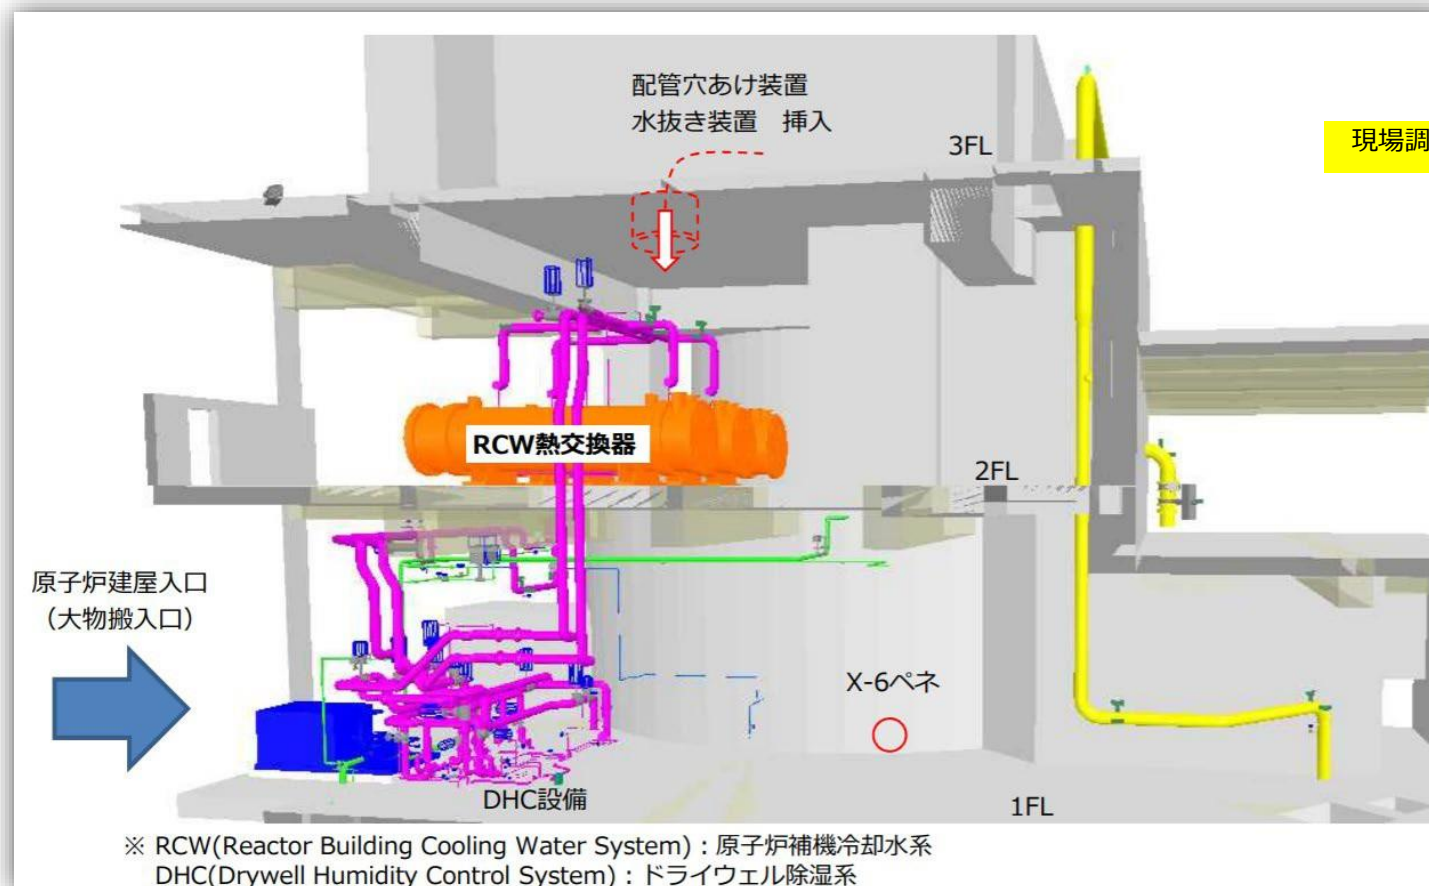 配管穴あけ装置
水抜き装置　挿入
3FL
現場調
RCW熱交換器
2FL
原子炉建屋入口
（大物搬入口）
X-6ペネ
DHC設備
1FL
※ RCW(Reactor Building Cooling Water System)：原子炉補機冷却水系
DHC(Drywell Humidity Control System)：ドライウェル除湿系